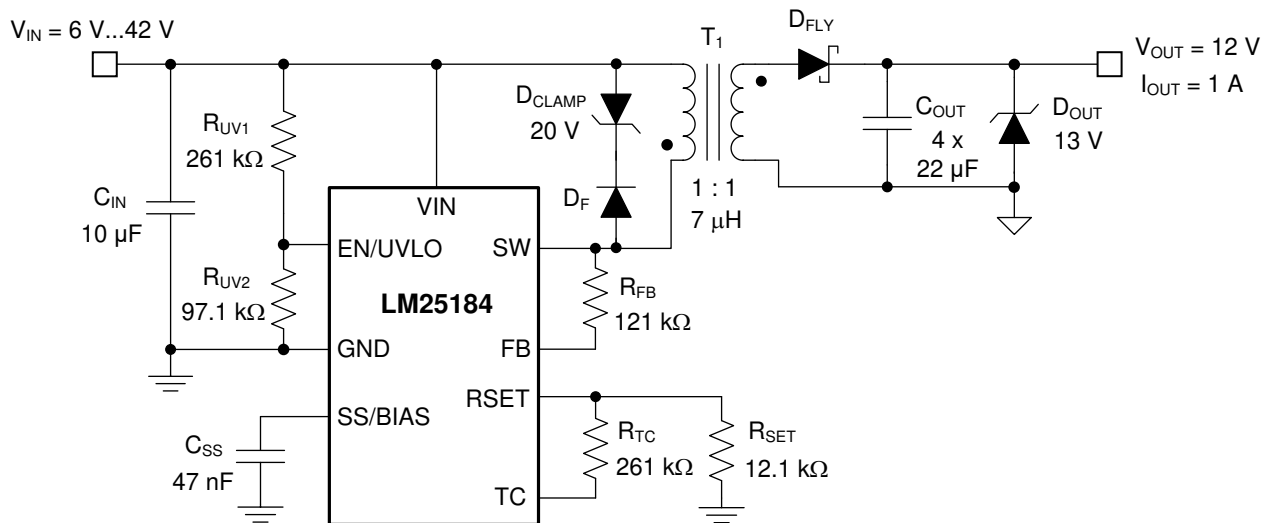 V_IN = 6 V...42 V
D_FLY
T_1
V_OUT = 12 V
I_OUT = 1 A
D_CLAMP
20 V
C_OUT
4 x
22 µF
D_OUT
13 V
R_UV1
261 kΩ
C_IN
10 µF
D_F
1 : 1
7 μH
VIN
EN/UVLO
SW
R_UV2
97.1 kΩ
LM25184
R_FB
121 kΩ
GND
FB
RSET
SS/BIAS
C_SS
47 nF
R_TC
261 kΩ
R_SET
12.1 kΩ
TC